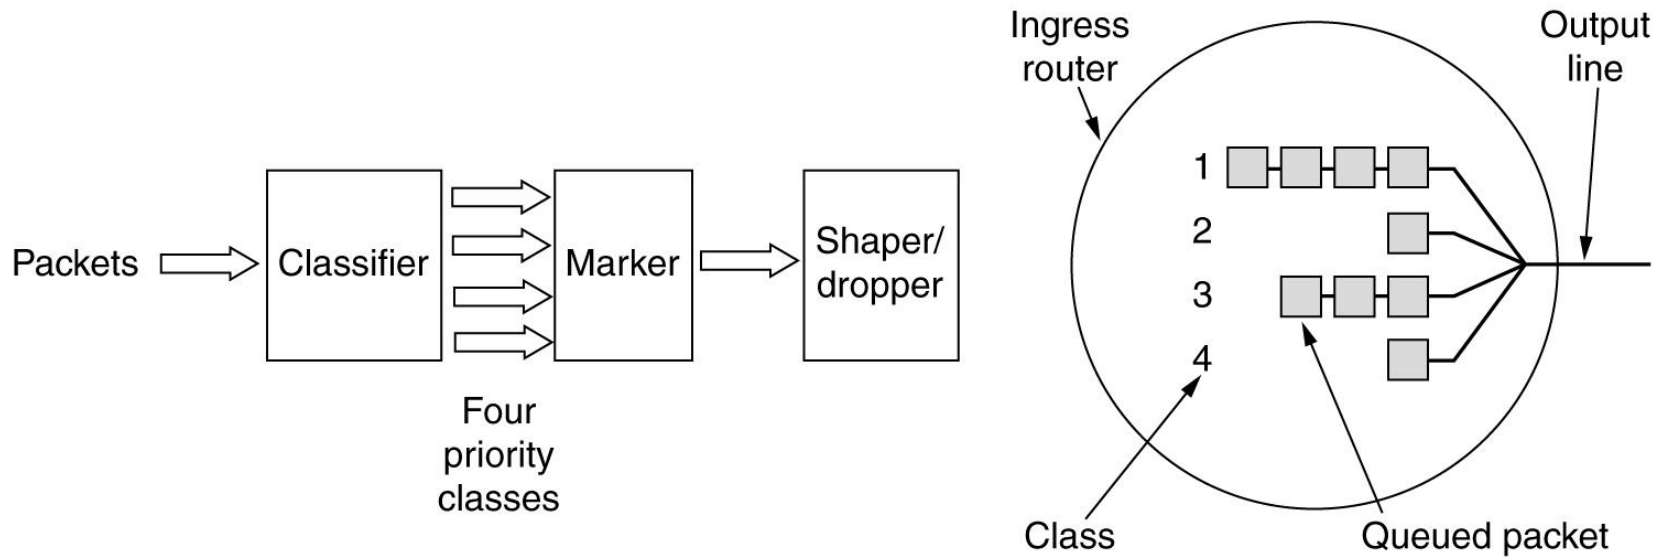 Packets
Classifier
Four
priority
classes
Marker
Shaper/
dropper
Ingress
router
Output
line
1
2
3
4
Class
Queued packet